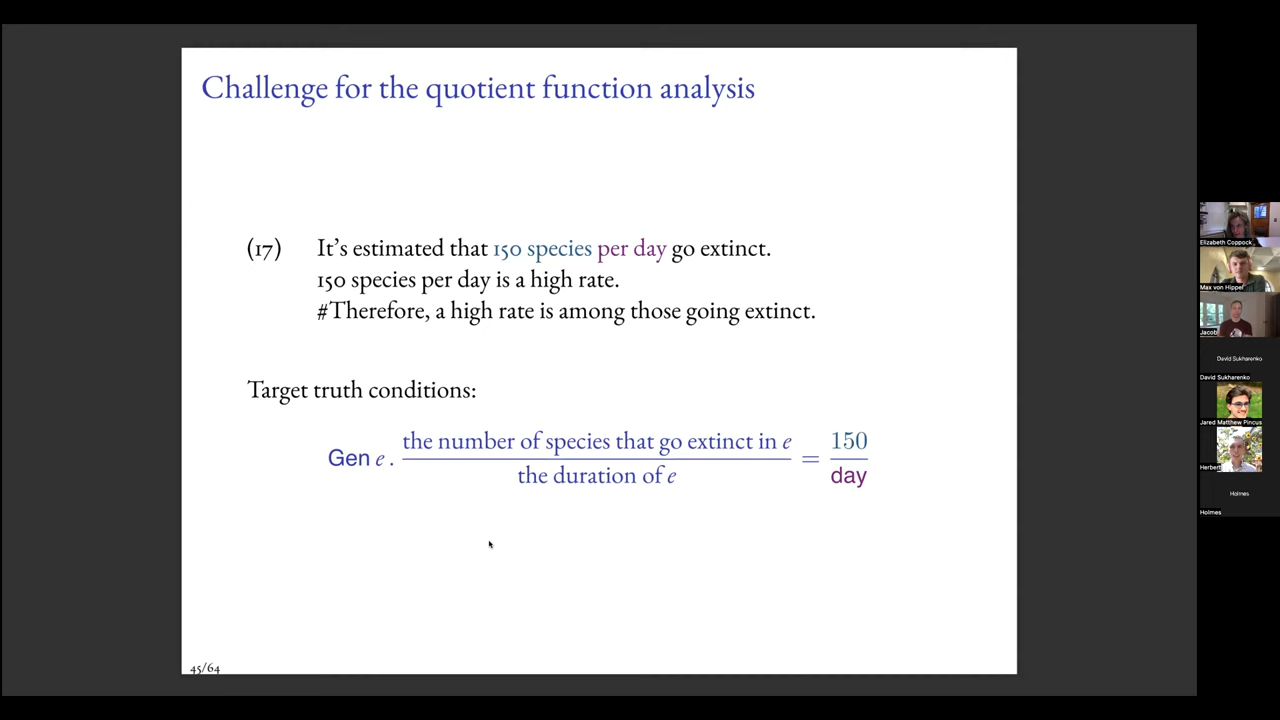 Challenge for the quotient function analysis
(17) It's estimated that 150 species per day go extinct.
150 species per day is a high rate.
#Therefore, a high rate is among those going extinct.
Target truth conditions:
Gen e . the number of species that go extinct in e / the duration of e = 150 / day
45/64
Elizabeth Coppock
Max von Hippel
Jacob
David Sukharenko
David Sukharenko
Jared Matthew Pincus
Herbert
Holmes
Holmes